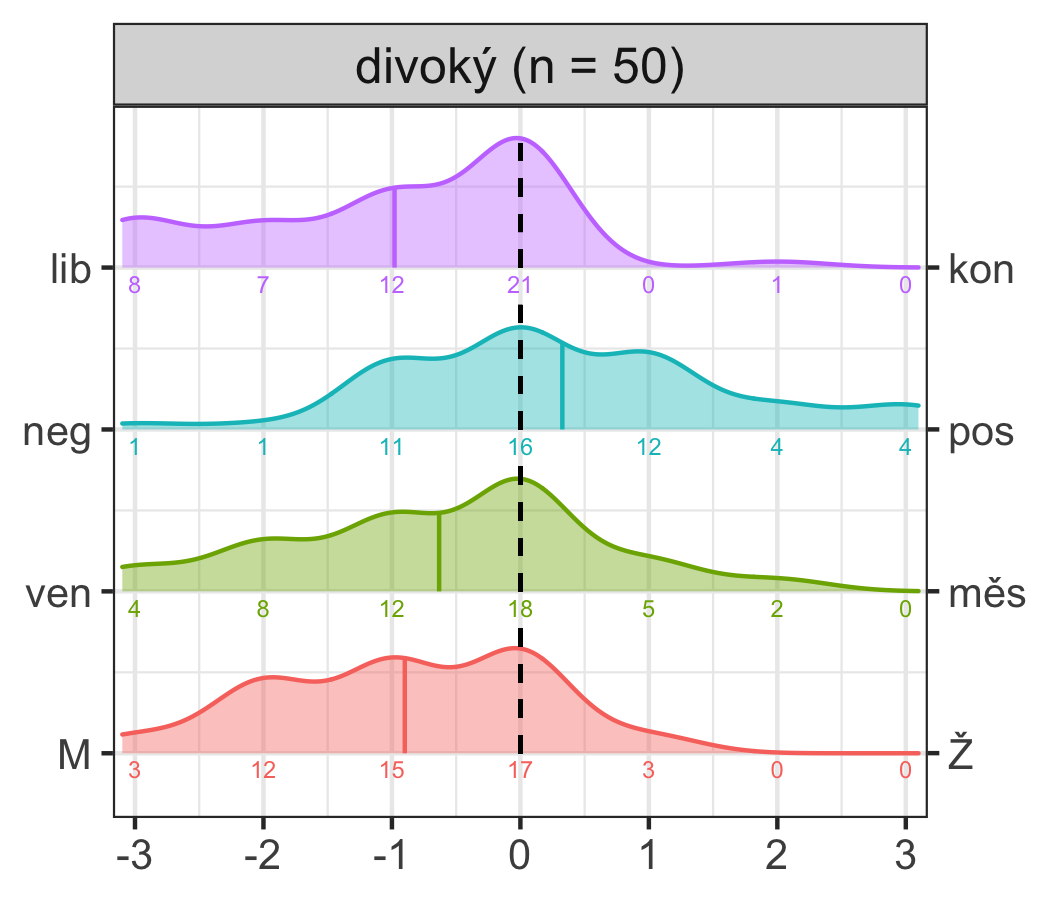 divoký (n = 50)
lib kon
8 7 12 21 0 1 0
neg pos
1 1 11 16 12 4 4
ven měs
4 8 12 18 5 2 0
M Ž
3 12 15 17 3 0 0
-3 -2 -1 0 1 2 3